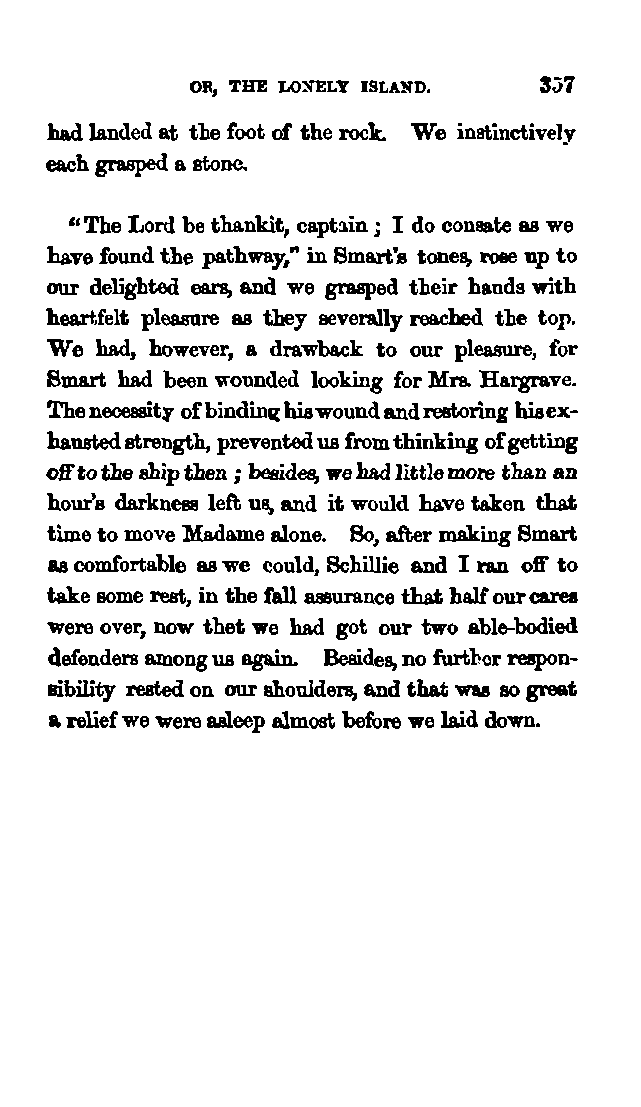 OR, THE LONELY ISLAND. 357
had landed at the foot of the rock. We instinctively
each grasped a stone.
"The Lord be thankit, captain; I do consate as we
have found the pathway," in Smart's tones, rose up to
our delighted ears, and we grasped their hands with
heartfelt pleasure as they severally reached the top.
We had, however, a drawback to our pleasure, for
Smart had been wounded looking for Mrs. Hargrave.
The necessity of binding his wound and restoring his ex-
hausted strength, prevented us from thinking of getting
off to the ship then; besides, we had little more than an
hour's darkness left us, and it would have taken that
time to move Madame alone. So, after making Smart
as comfortable as we could, Schillie and I ran off to
take some rest, in the fall assurance that half our cares
were over, now thet we had got our two able-bodied
defenders among us again. Besides, no further respon-
sibility rested on our shoulders, and that was so great
a relief we were asleep almost before we laid down.